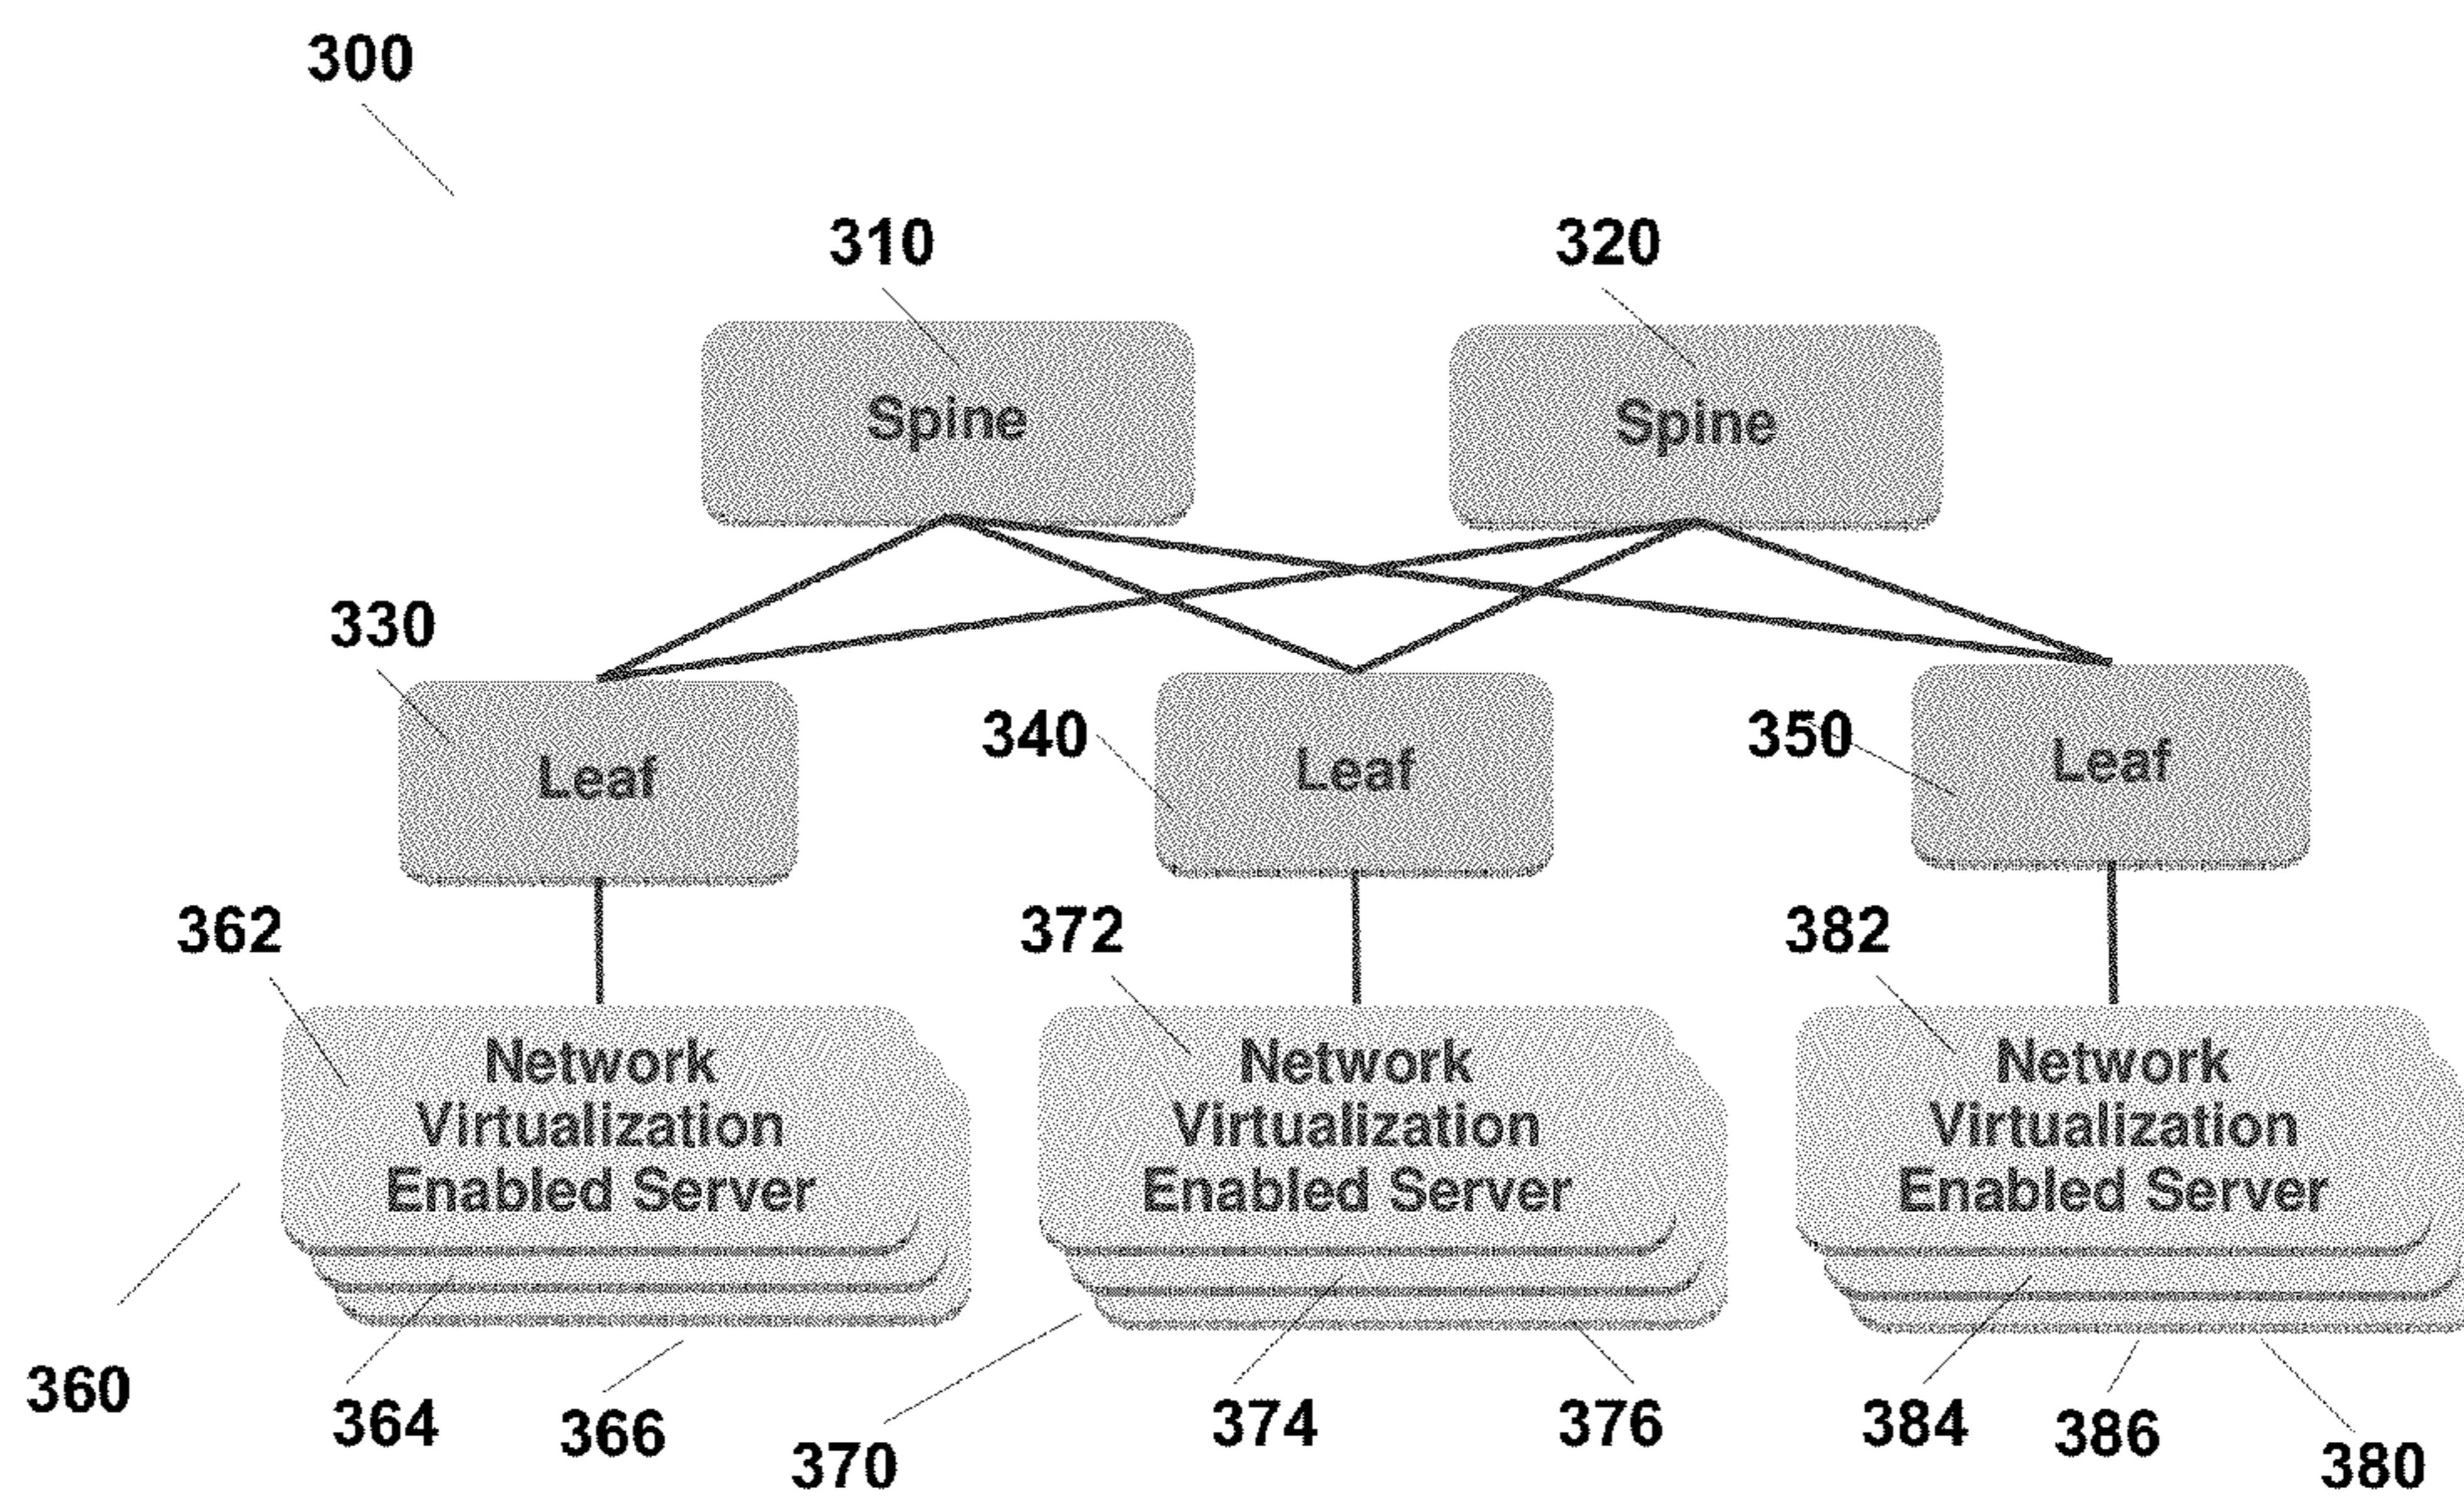 300
310
320
Spine
Spine
330
340
350
Leaf
Leaf
Leaf
362
372
382
Network
Virtualization
Enabled Server
Network
Virtualization
Enabled Server
Network
Virtualization
Enabled Server
360
364
366
370
374
376
384
386
380